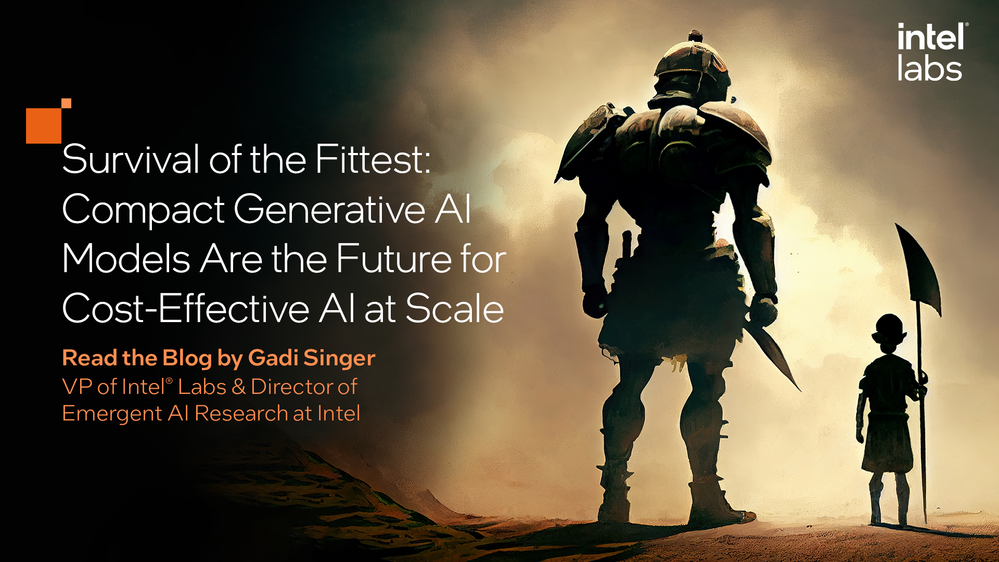 intel
labs
Survival of the Fittest:
Compact Generative AI
Models Are the Future for
Cost-Effective AI at Scale
Read the Blog by Gadi Singer
VP of Intel® Labs & Director of
Emergent AI Research at Intel